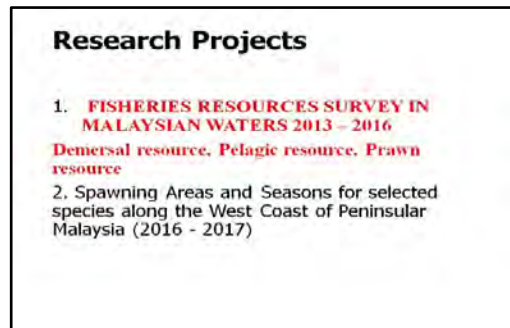 Research Projects
1. FISHERIES RESOURCES SURVEY IN
MALAYSIAN WATERS 2013 – 2016
Demersal resource, Pelagic resource, Prawn
resource
2. Spawning Areas and Seasons for selected
species along the West Coast of Peninsular
Malaysia (2016 - 2017)